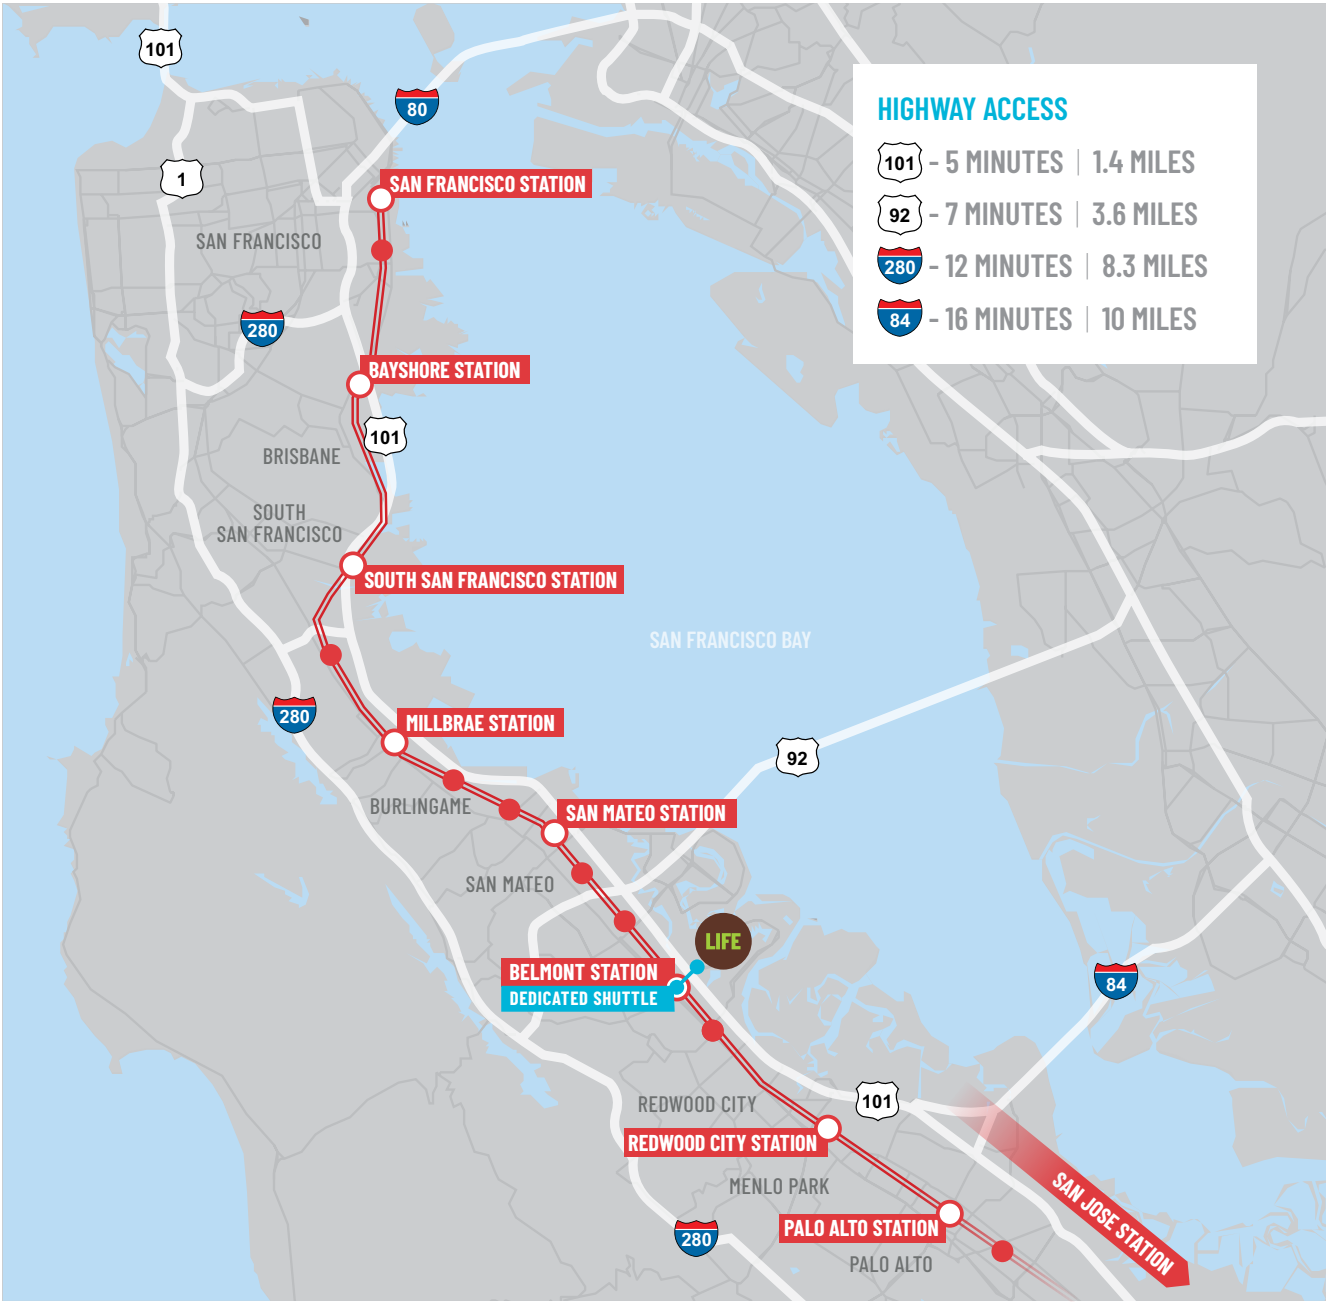 101
80
HIGHWAY ACCESS
101 - 5 MINUTES | 1.4 MILES
92 - 7 MINUTES | 3.6 MILES
280 - 12 MINUTES | 8.3 MILES
84 - 16 MINUTES | 10 MILES
1
SAN FRANCISCO STATION
SAN FRANCISCO
280
BAYSHORE STATION
101
BRISBANE
SOUTH
SAN FRANCISCO
SOUTH SAN FRANCISCO STATION
SAN FRANCISCO BAY
280
MILLBRAE STATION
92
BURLINGAME
SAN MATEO STATION
SAN MATEO
LIFE
BELMONT STATION
DEDICATED SHUTTLE
84
101
REDWOOD CITY
REDWOOD CITY STATION
MENLO PARK
SAN JOSE STATION
PALO ALTO STATION
280
PALO ALTO